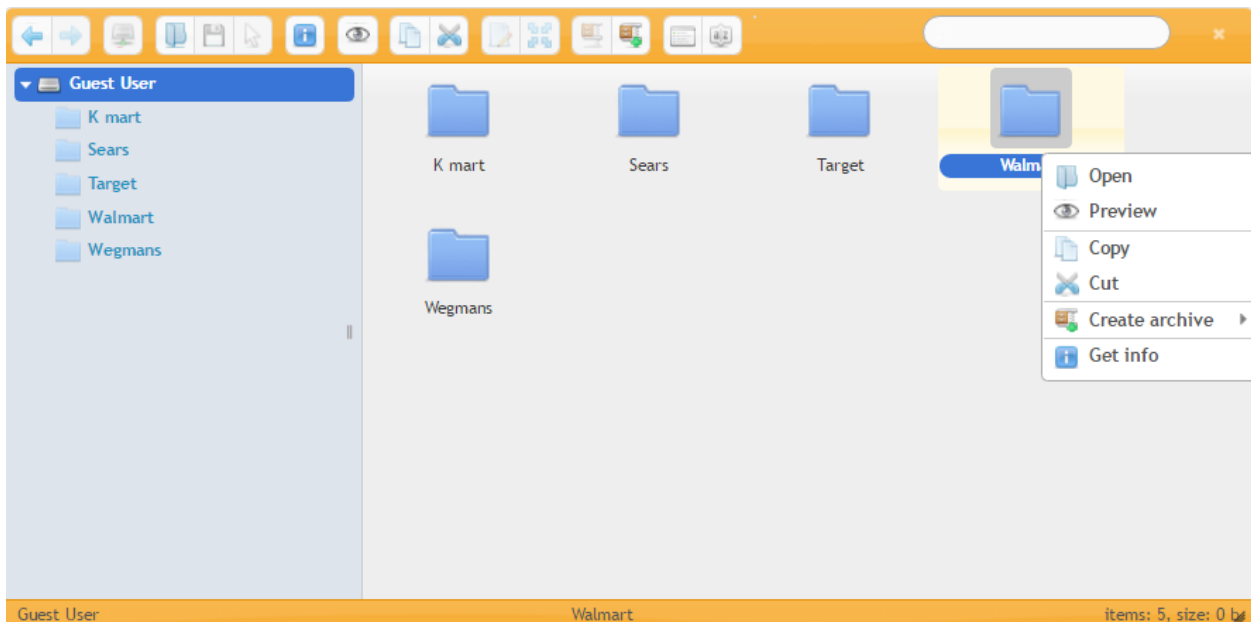 Guest User
K mart
Sears
Target
Walmart
Wegmans
K mart
Sears
Target
Wegmans
Open
Preview
Copy
Cut
Create archive
Get info
Guest User
Walmart
items: 5, size: 0